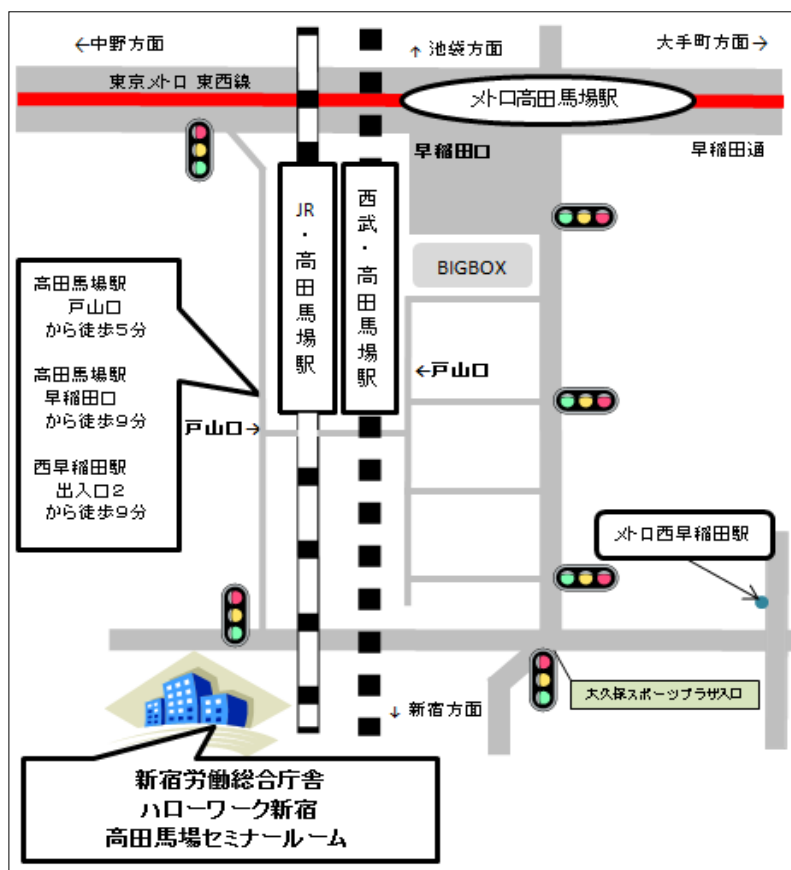 ←中野方面
↑池袋方面
大手町方面→
東京メトロ 東西線
メトロ高田馬場駅
早稲田口
早稲田通
JR・高田馬場駅
西武・高田馬場駅
BIGBOX
高田馬場駅
戸山口
から徒歩5分
高田馬場駅
早稲田口
から徒歩9分
西早稲田駅
出入口2
から徒歩9分
←戸山口
戸山口→
メトロ西早稲田駅
大久保スポーツプラザ入口
↓新宿方面
新宿労働総合庁舎
ハローワーク新宿
高田馬場セミナールーム